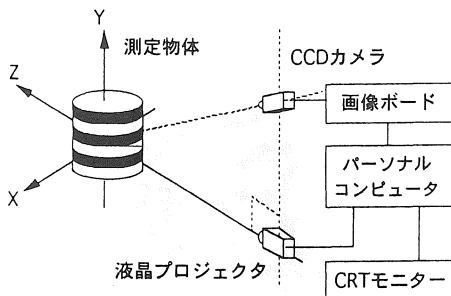 Y
測定物体
Z
CCDカメラ
画像ボード
パーソナル
コンピュータ
X
液晶プロジェクタ
CRTモニター